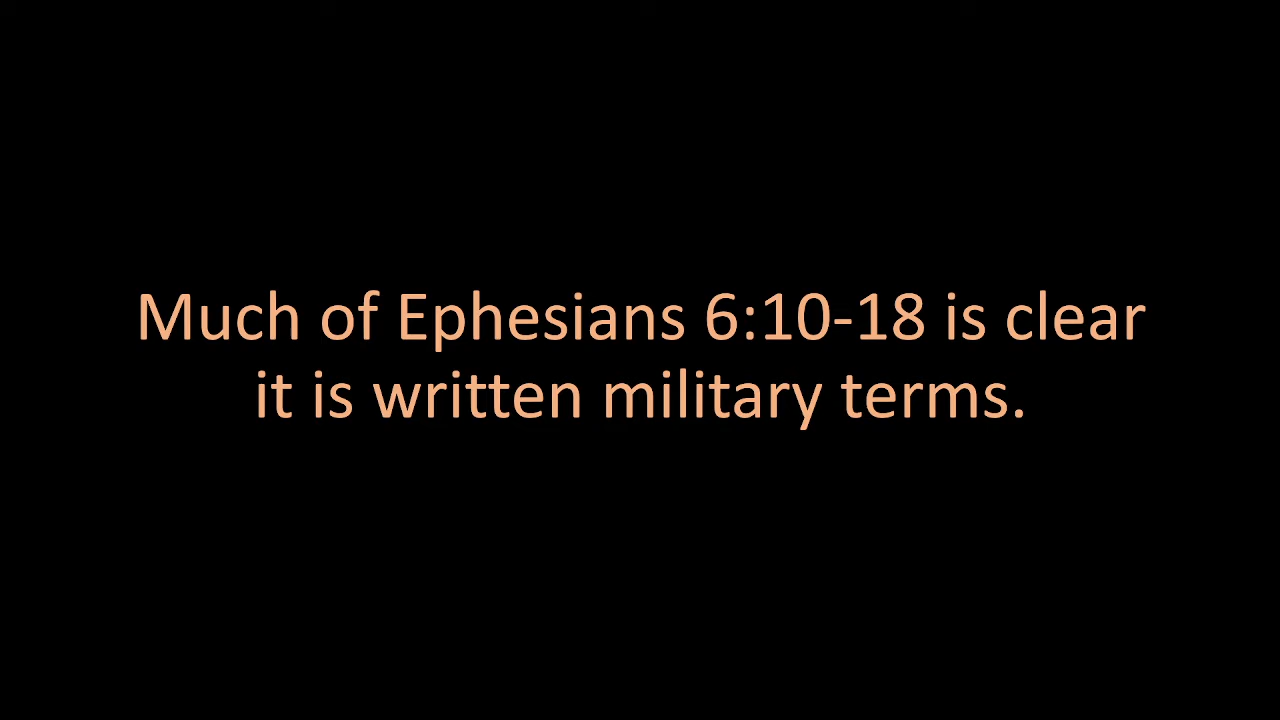 Much of Ephesians 6:10-18 is clear
it is written military terms.